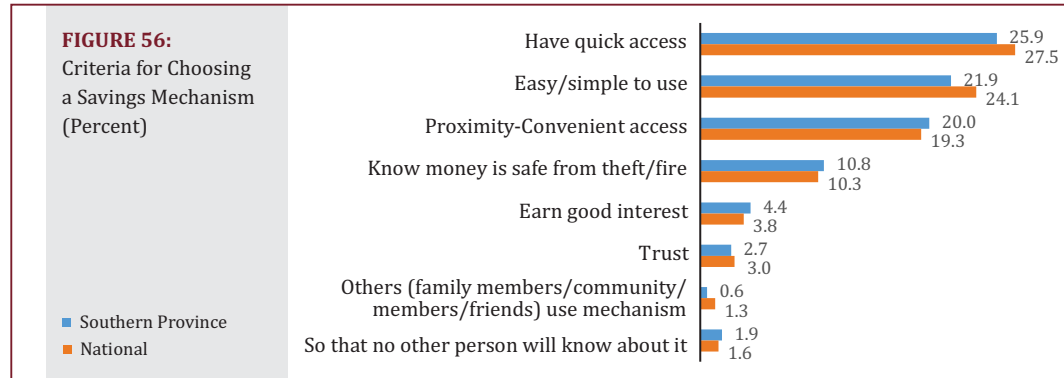 FIGURE 56:
Criteria for Choosing
a Savings Mechanism
(Percent)
Southern Province
National
Have quick access
25.9
27.5
Easy/simple to use
21.9
24.1
Proximity-Convenient access
20.0
19.3
Know money is safe from theft/fire
10.8
10.3
Earn good interest
4.4
3.8
Trust
2.7
3.0
Others (family members/community/
members/friends) use mechanism
0.6
1.3
So that no other person will know about it
1.9
1.6